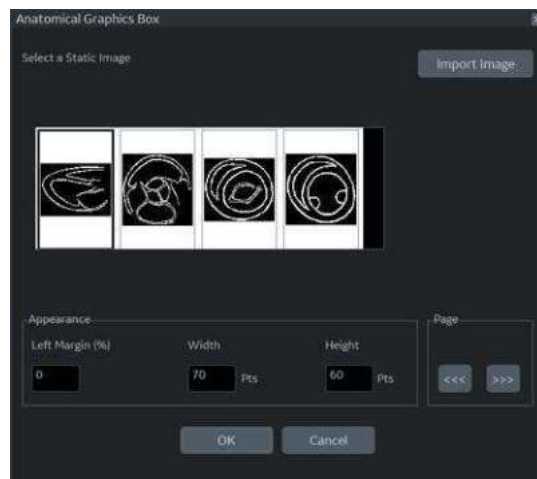 Anatomical Graphics Box
Select a Static Image
Import Image
Appearance
Page
Left Margin (%)
Width
Height
0
70
Pts
60
Pts
<<<
>>>
OK
Cancel